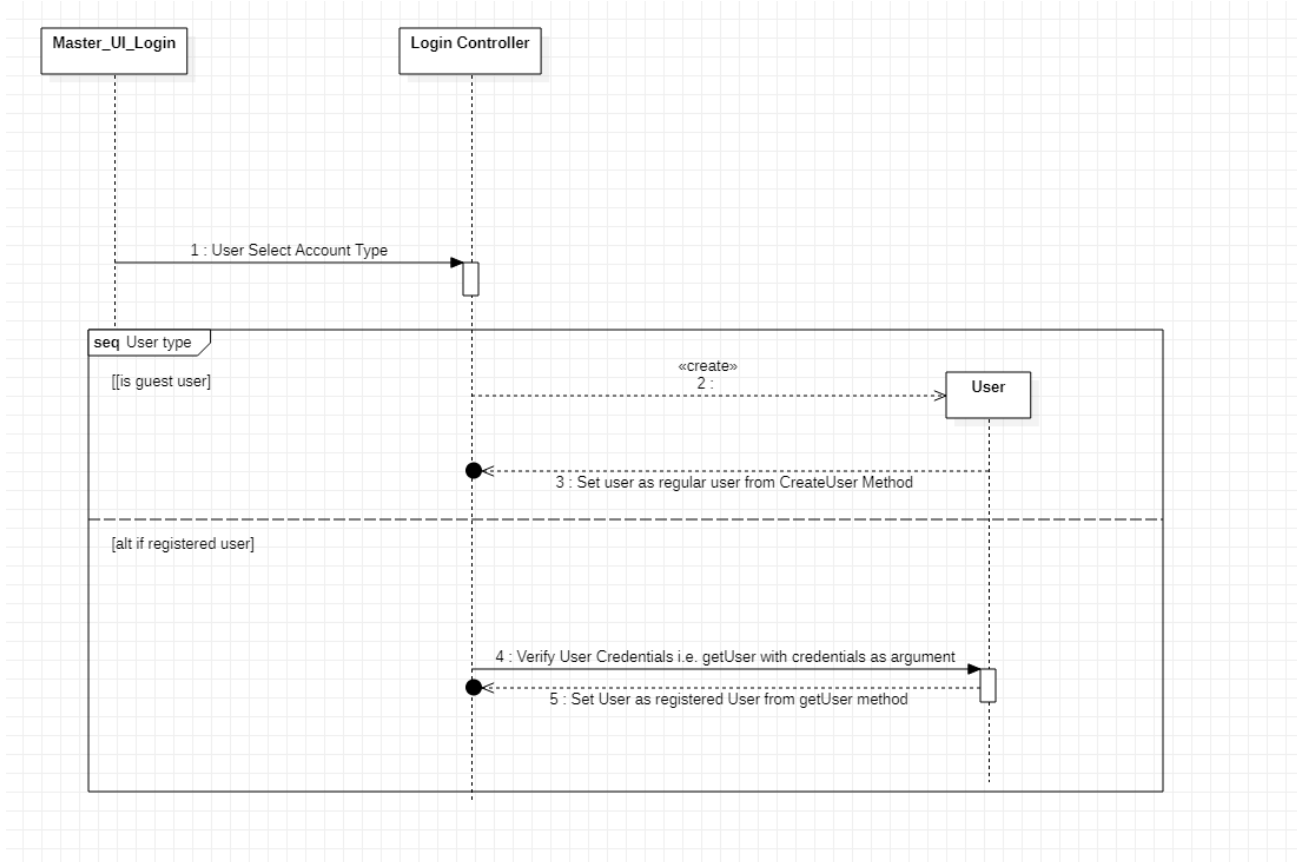 Master_UI_Login
Login Controller
1 : User Select Account Type
seq User type
[[is guest user]
«create»
2 :
User
3 : Set user as regular user from CreateUser Method
[alt if registered user]
4 : Verify User Credentials i.e. getUser with credentials as argument
5 : Set User as registered User from getUser method